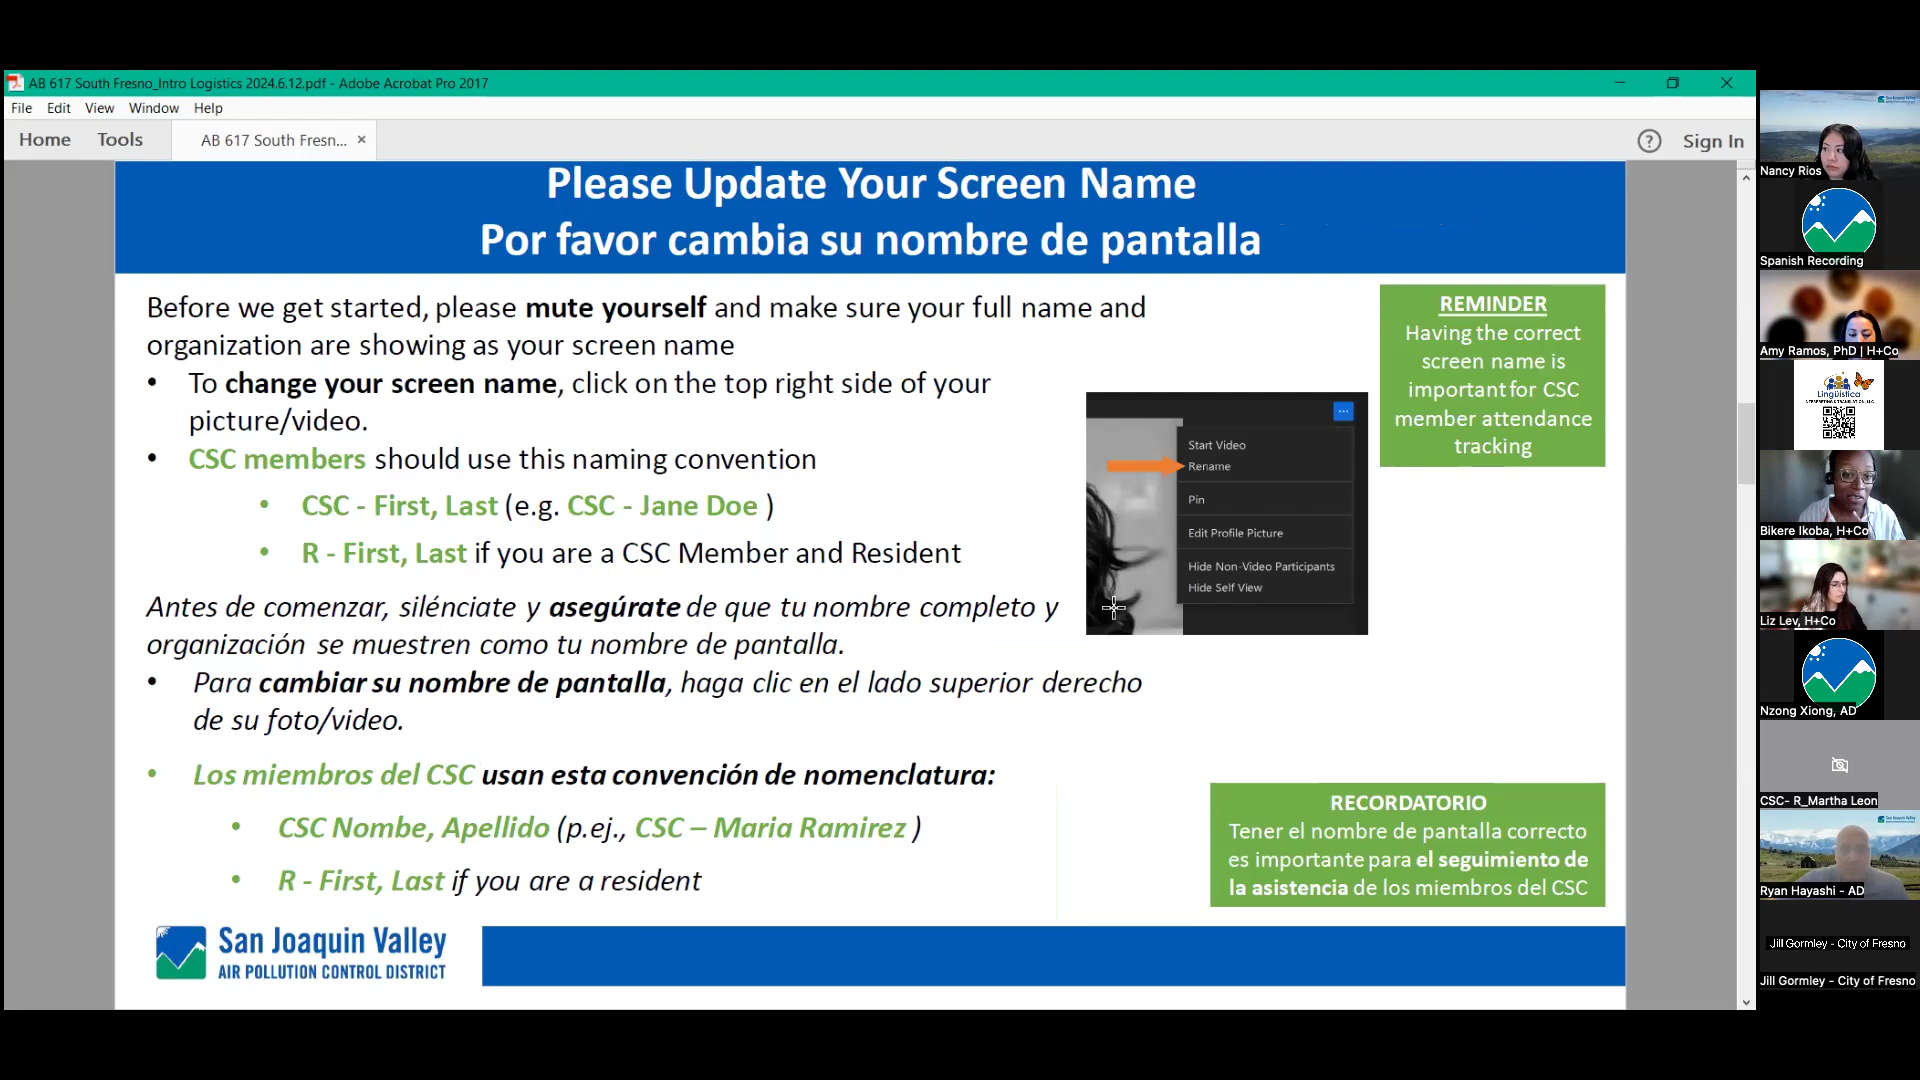 AB 617 South Fresno_Intro Logistics 2024.6.12.pdf - Adobe Acrobat Pro 2017
File Edit View Window Help
Home Tools AB 617 South Fresn... × ? Sign In
Please Update Your Screen Name
Por favor cambia su nombre de pantalla
Before we get started, please mute yourself and make sure your full name and
organization are showing as your screen name
• To change your screen name, click on the top right side of your
picture/video.
• CSC members should use this naming convention
• CSC - First, Last (e.g. CSC - Jane Doe )
• R - First, Last if you are a CSC Member and Resident
Antes de comenzar, silénciate y asegúrate de que tu nombre completo y
organización se muestren como tu nombre de pantalla.
• Para cambiar su nombre de pantalla, haga clic en el lado superior derecho
de su foto/video.
• Los miembros del CSC usan esta convención de nomenclatura:
• CSC Nombe, Apellido (p.ej., CSC – Maria Ramirez )
• R - First, Last if you are a resident
Start Video
Rename
Pin
Edit Profile Picture
Hide Non-Video Participants
Hide Self View
REMINDER
Having the correct
screen name is
important for CSC
member attendance
tracking
RECORDATORIO
Tener el nombre de pantalla correcto
es importante para el seguimiento de
la asistencia de los miembros del CSC
San Joaquin Valley
AIR POLLUTION CONTROL DISTRICT
Nancy Rios
Spanish Recording
Amy Ramos, PhD | H+Co
Lingüística
Bikere Ikoba, H+Co
Liz Lev, H+Co
Nzong Xiong, AD
CSC- R_Martha Leon
Ryan Hayashi - AD
Jill Gormley - City of Fresno
Jill Gormley - City of Fresno